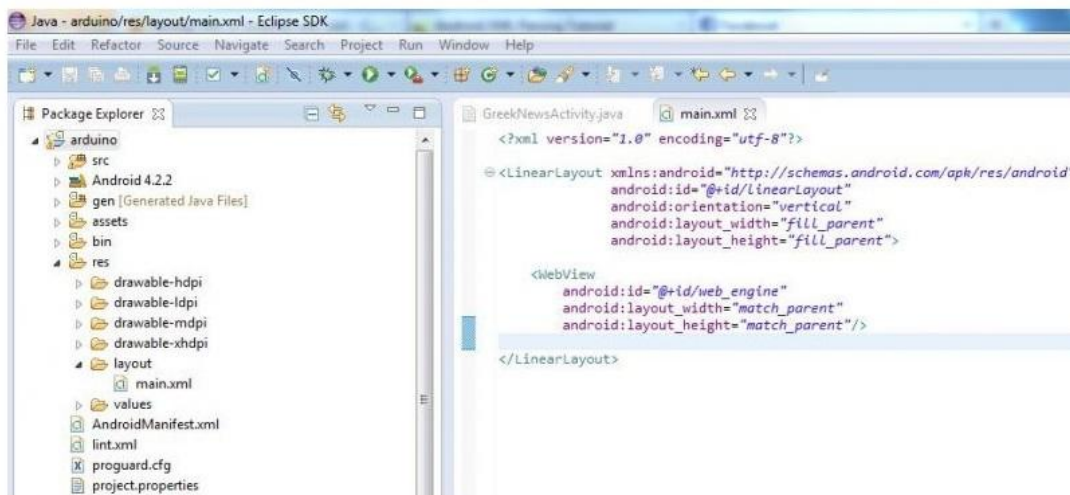 Java - arduino/res/layout/main.xml - Eclipse SDK
File Edit Refactor Source Navigate Search Project Run Window Help
Package Explorer
arduino
src
Android 4.2.2
gen [Generated Java Files]
assets
bin
res
drawable-hdpi
drawable-ldpi
drawable-mdpi
drawable-xhdpi
layout
main.xml
values
AndroidManifest.xml
lint.xml
proguard.cfg
project.properties
GreekNewsActivity.java
main.xml
<?xml version="1.0" encoding="utf-8"?>
<LinearLayout xmlns:android="http://schemas.android.com/apk/res/android"
android:id="@+id/linearLayout"
android:orientation="vertical"
android:layout_width="fill_parent"
android:layout_height="fill_parent">
<WebView
android:id="@+id/web_engine"
android:layout_width="match_parent"
android:layout_height="match_parent"/>
</LinearLayout>